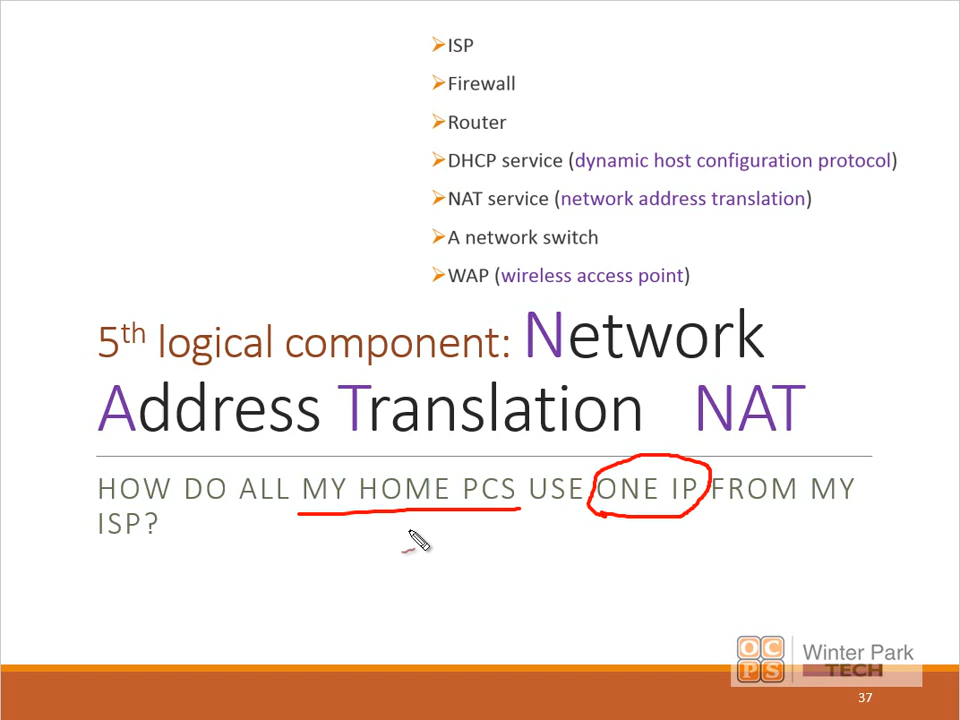 ISP
Firewall
Router
DHCP service (dynamic host configuration protocol)
NAT service (network address translation)
A network switch
WAP (wireless access point)
5th logical component: Network
Address Translation NAT
HOW DO ALL MY HOME PCS USE ONE IP FROM MY
ISP?
OC
PS
Winter Park
TECH
37